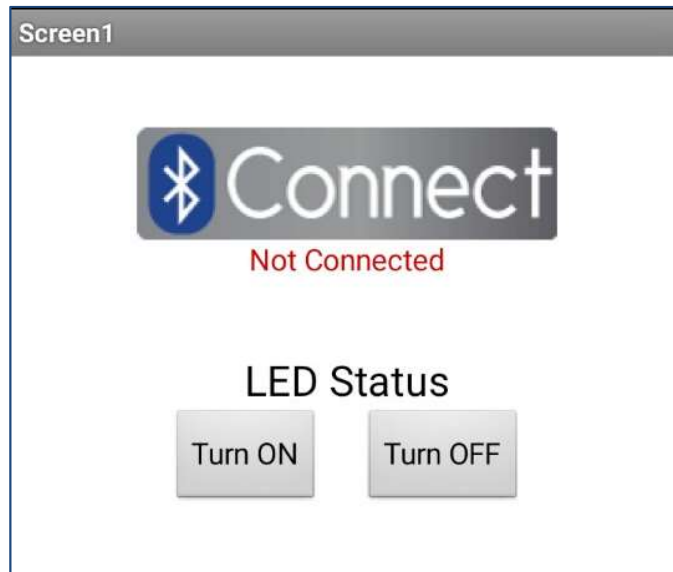 Screen1
Connect
Not Connected
LED Status
Turn ON Turn OFF